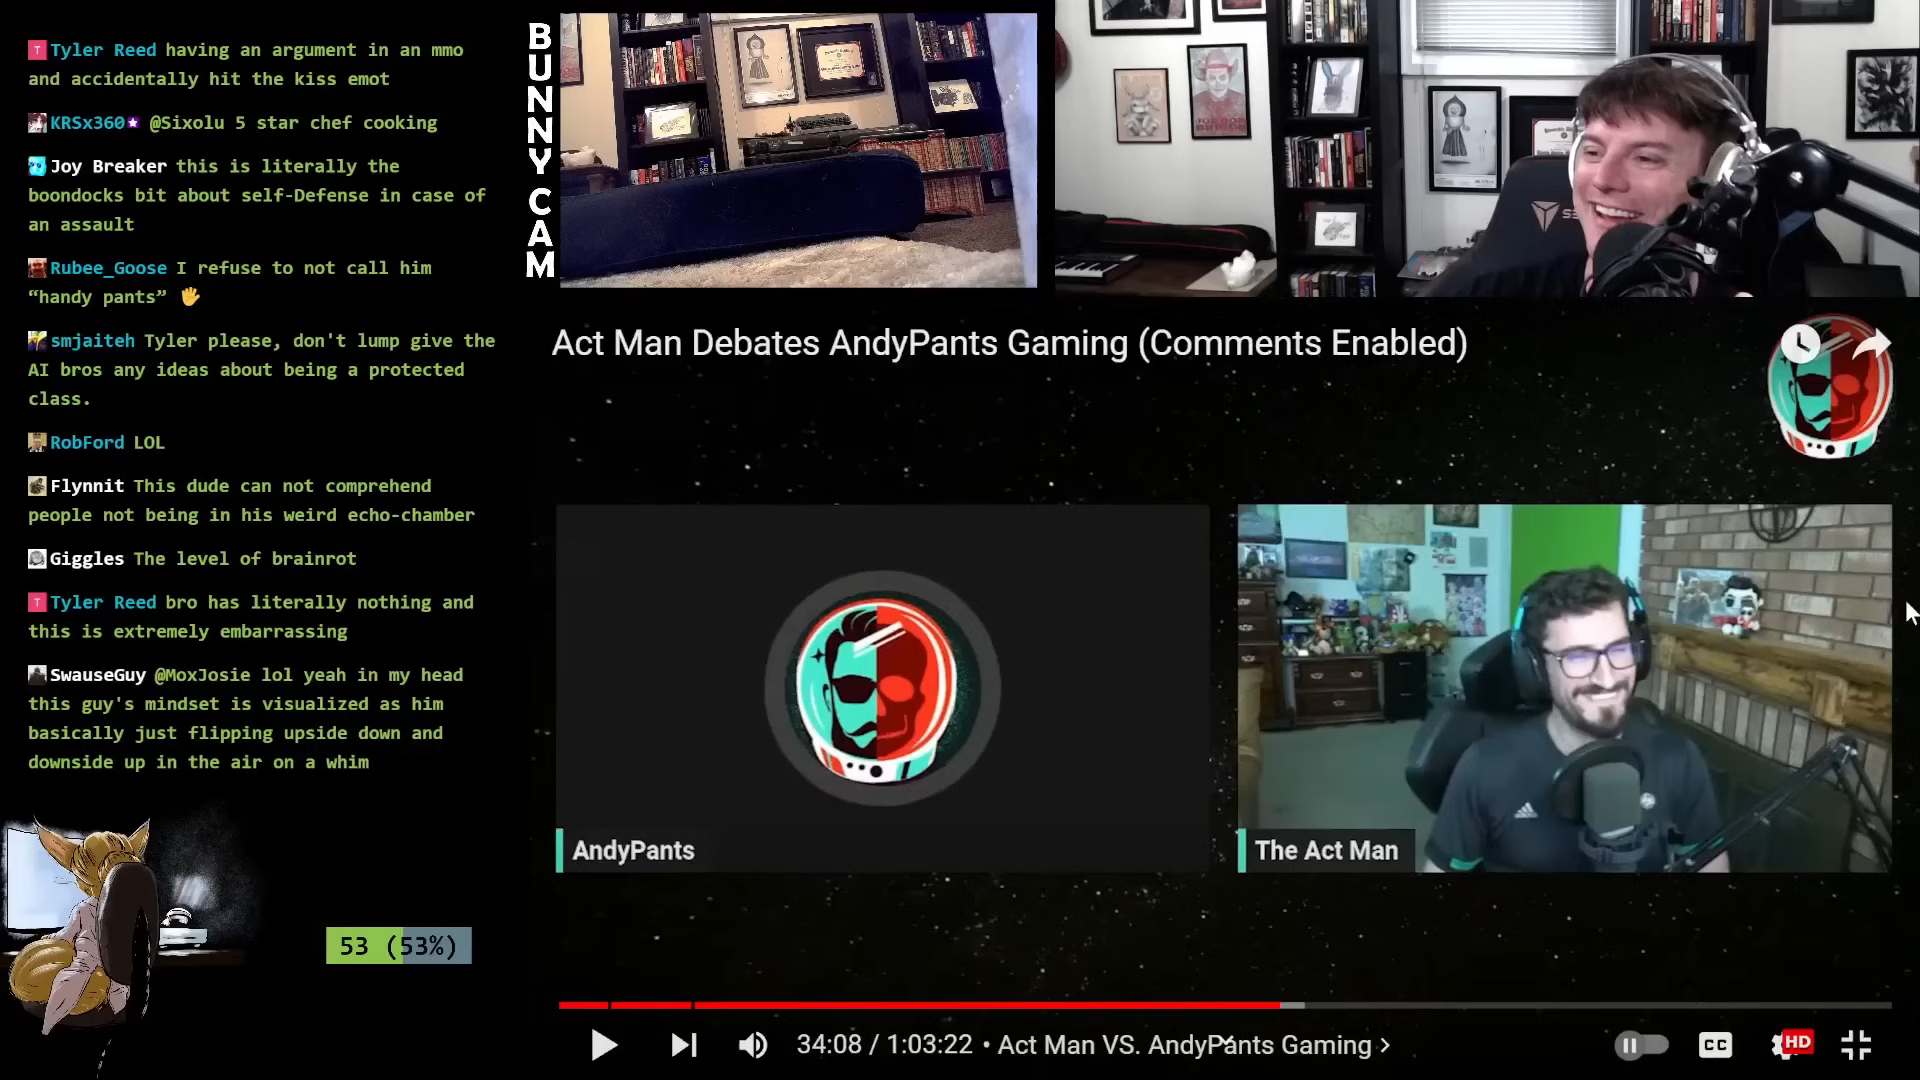 Tyler Reed having an argument in an mmo
and accidentally hit the kiss emot
KRSx360 @Sixolu 5 star chef cooking
Joy Breaker this is literally the
boondocks bit about self-Defense in case of
an assault
Rubee_Goose I refuse to not call him
“handy pants” 🖐
smjaiteh Tyler please, don't lump give the
AI bros any ideas about being a protected
class.
RobFord LOL
Flynnit This dude can not comprehend
people not being in his weird echo-chamber
Giggles The level of brainrot
Tyler Reed bro has literally nothing and
this is extremely embarrassing
SwauseGuy @MoxJosie lol yeah in my head
this guy's mindset is visualized as him
basically just flipping upside down and
downside up in the air on a whim
53 (53%)
BUNNY CAM
Act Man Debates AndyPants Gaming (Comments Enabled)
AndyPants
The Act Man
34:08 / 1:03:22 • Act Man VS. AndyPants Gaming
CC
HD